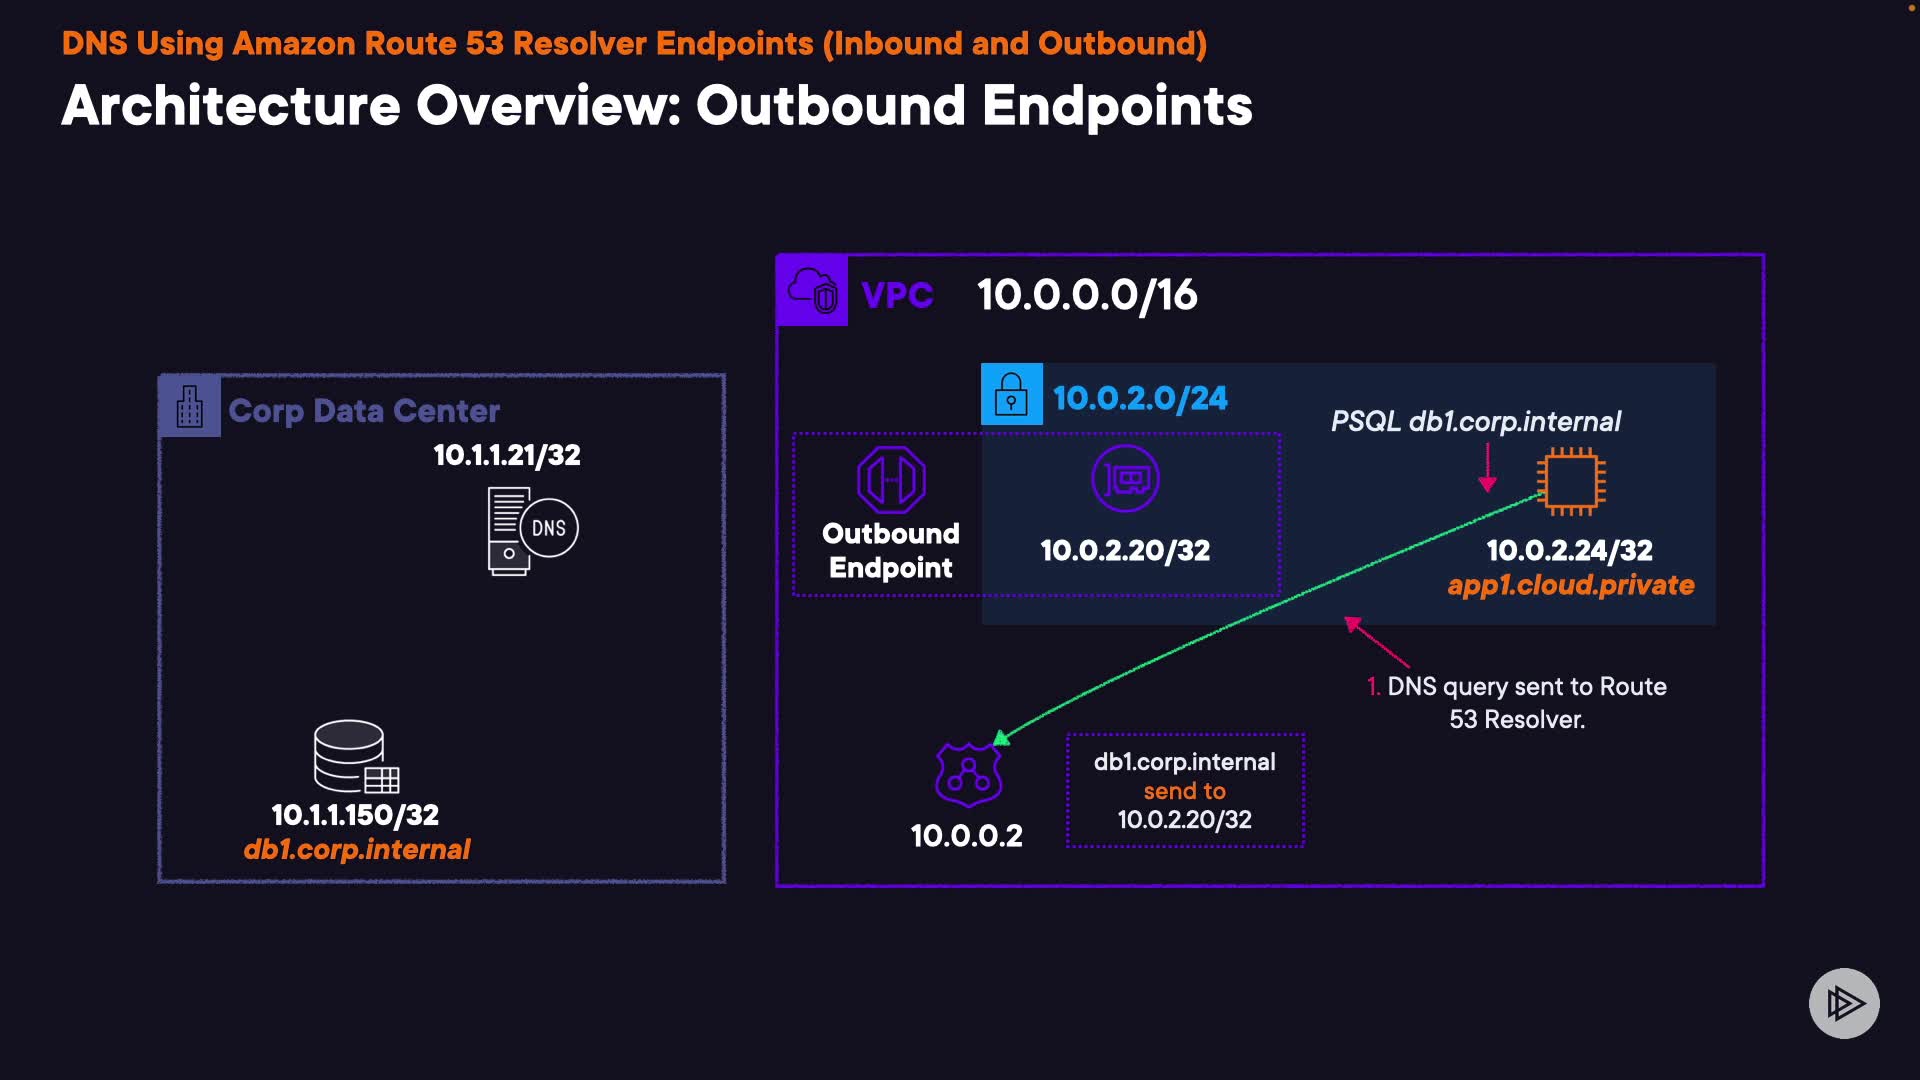 DNS Using Amazon Route 53 Resolver Endpoints (Inbound and Outbound)
Architecture Overview: Outbound Endpoints
VPC
10.0.0.0/16
Corp Data Center
10.1.1.21/32
DNS
10.1.1.150/32
db1.corp.internal
10.0.2.0/24
PSQL db1.corp.internal
Outbound
Endpoint
10.0.2.20/32
10.0.2.24/32
app1.cloud.private
1. DNS query sent to Route
53 Resolver.
10.0.0.2
db1.corp.internal
send to
10.0.2.20/32